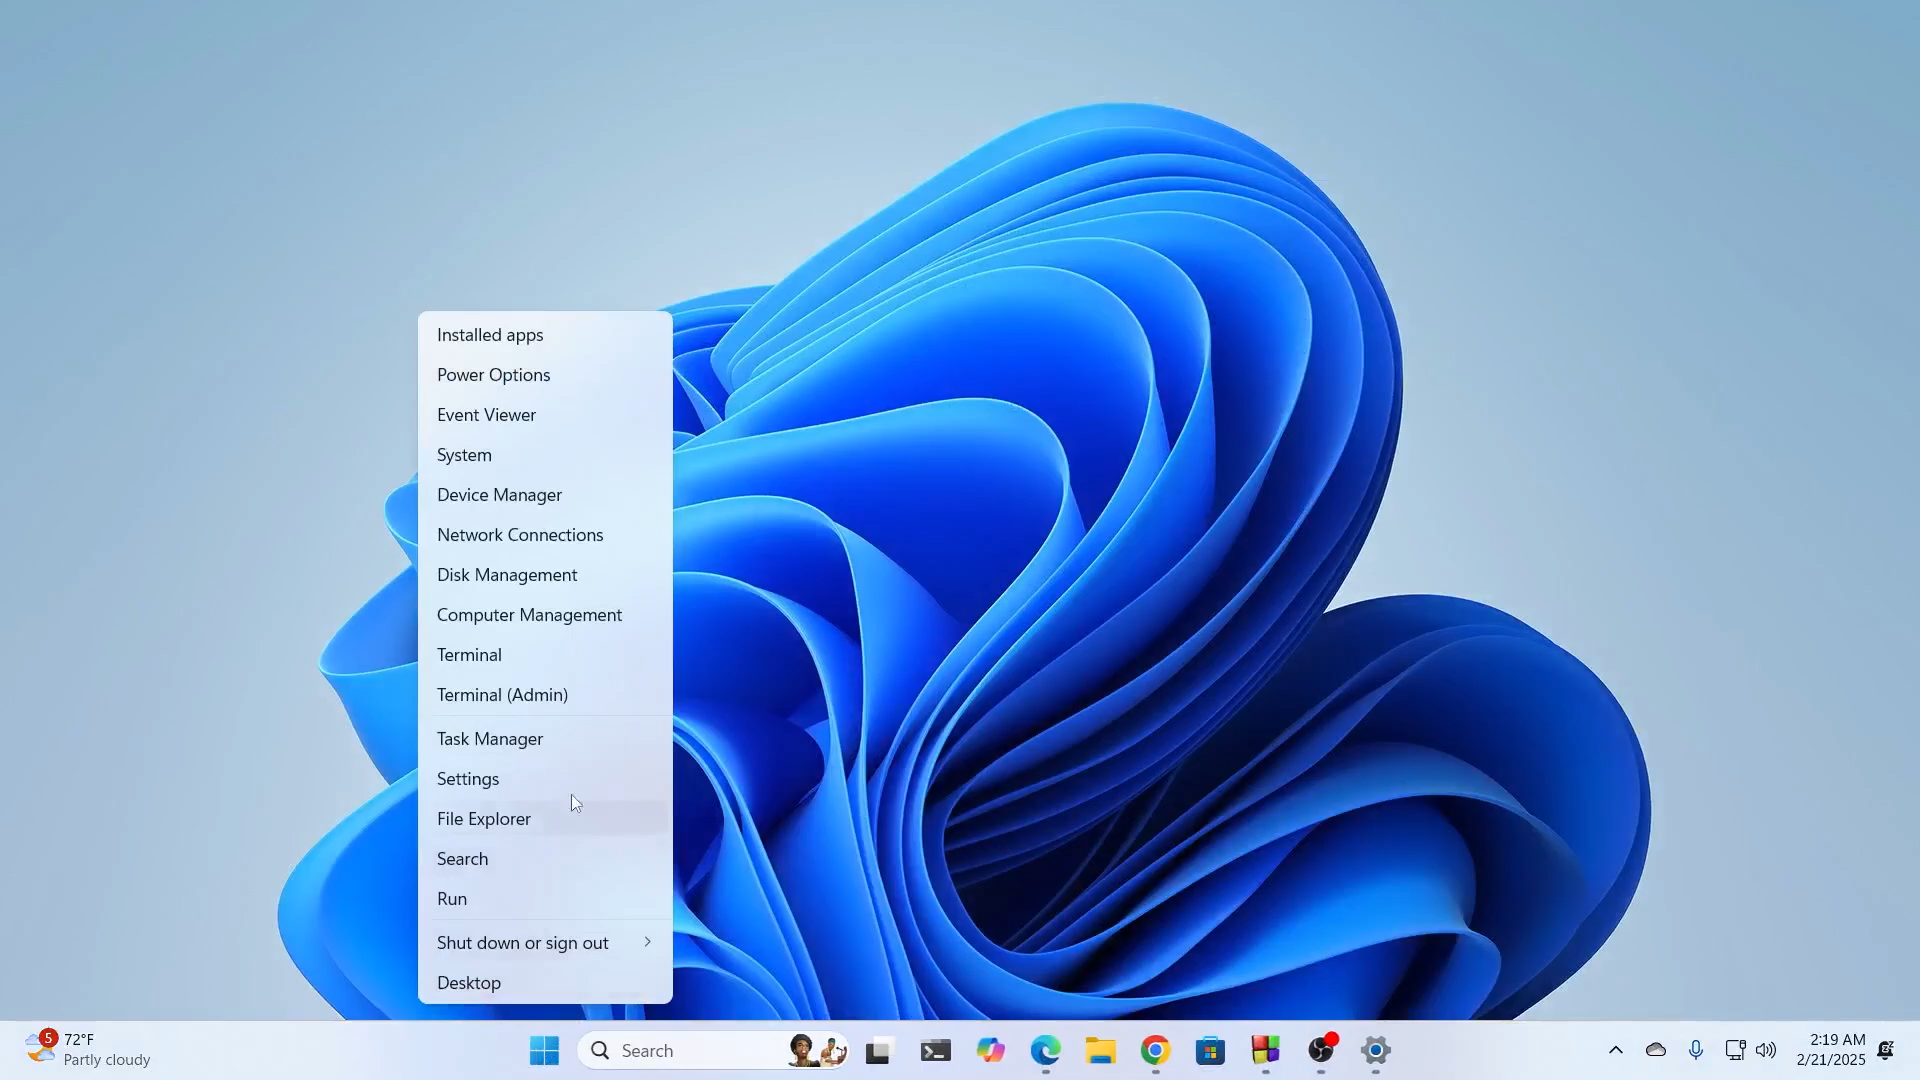 Installed apps
Power Options
Event Viewer
System
Device Manager
Network Connections
Disk Management
Computer Management
Terminal
Terminal (Admin)
Task Manager
Settings
File Explorer
Search
Run
Shut down or sign out
Desktop
5
72°F
Partly cloudy
Search
2:19 AM
2/21/2025